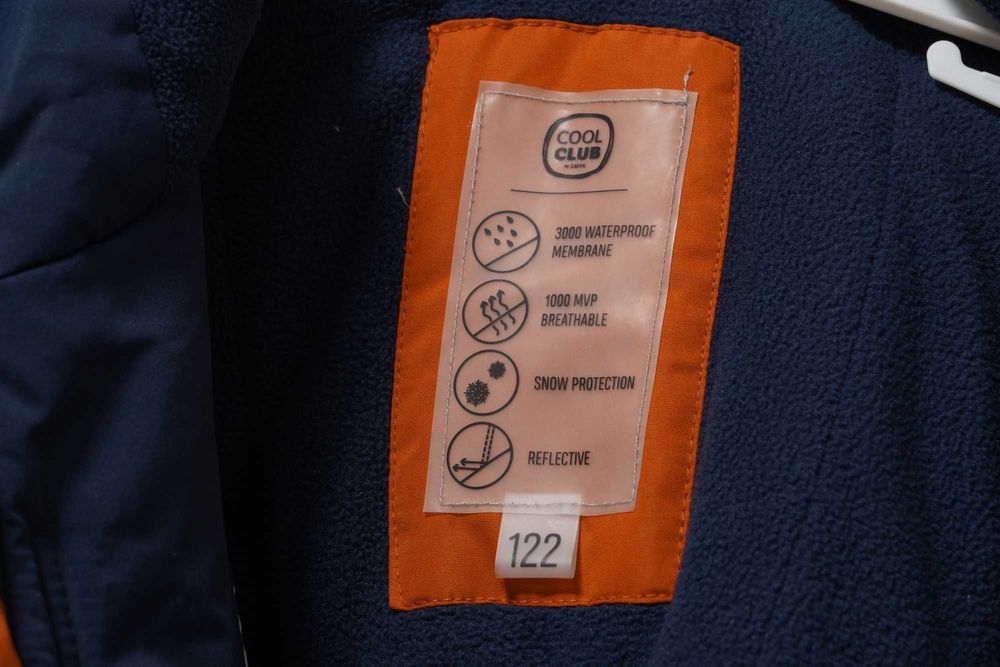 COOL
CLUB
by SMYK
3000 WATERPROOF
MEMBRANE
1000 MVP
BREATHABLE
SNOW PROTECTION
REFLECTIVE
122